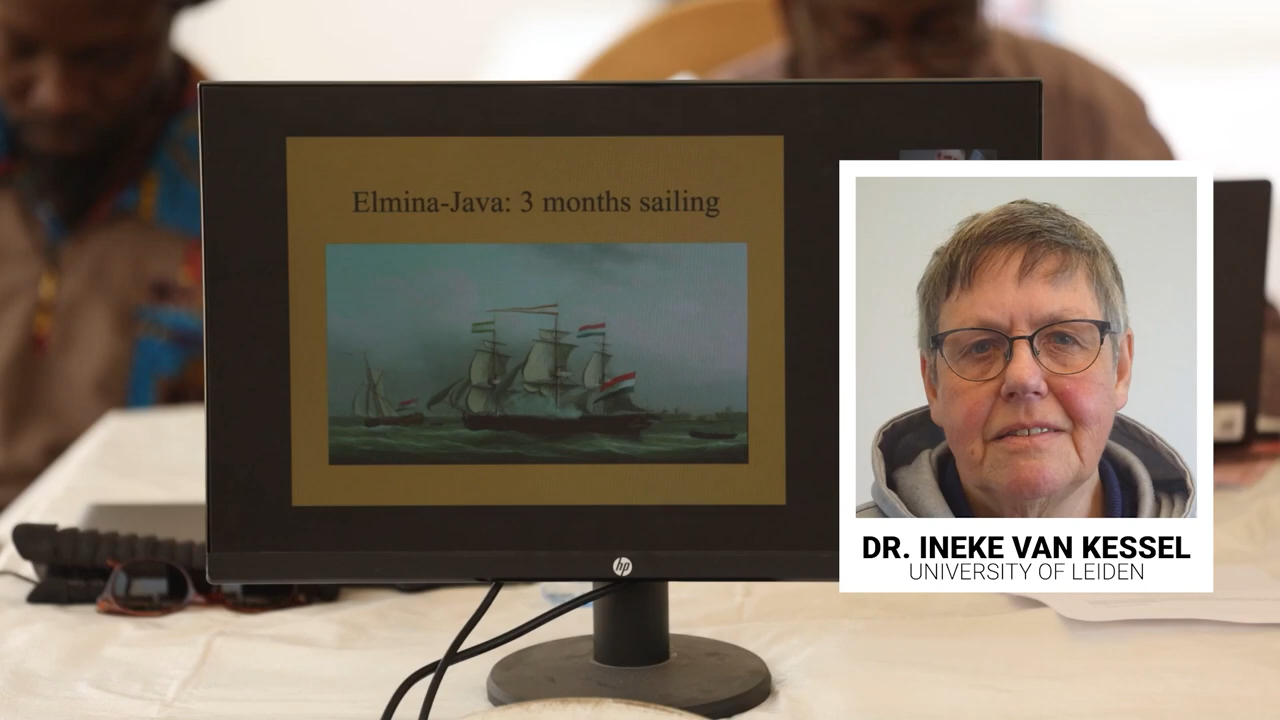 Elmina-Java: 3 months sailing
hp
DR. INEKE VAN KESSEL
UNIVERSITY OF LEIDEN